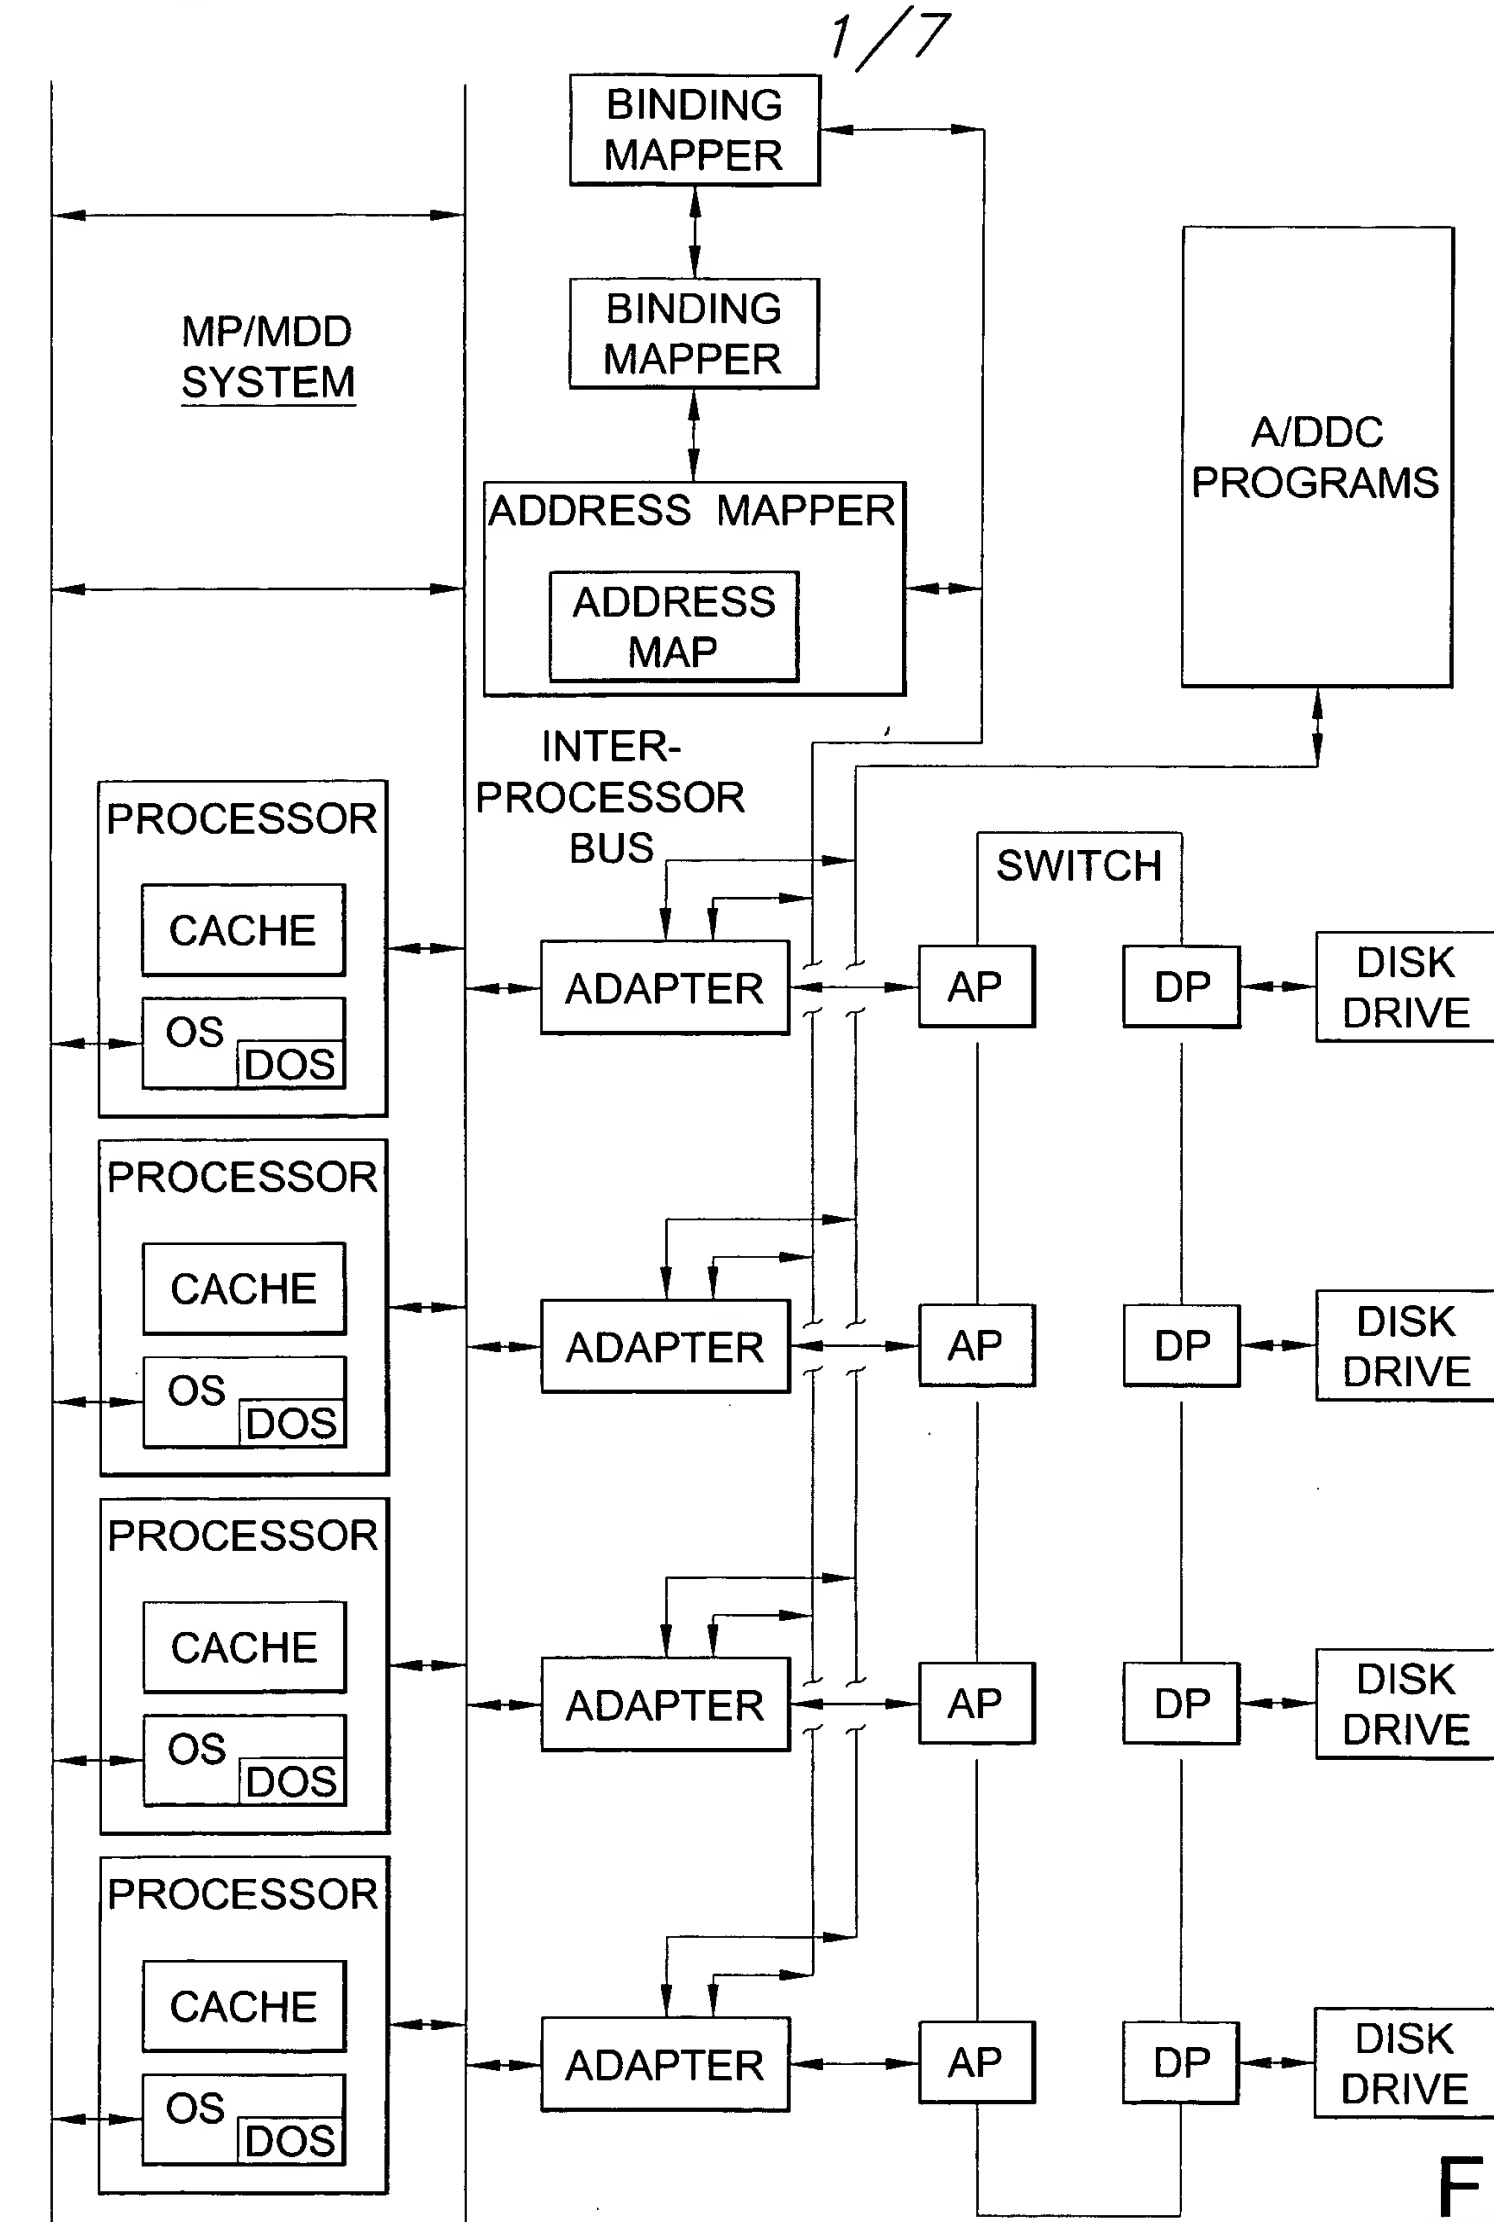 1/7
BINDING
MAPPER
MP/MDD
SYSTEM
BINDING
MAPPER
A/DDC
PROGRAMS
ADDRESS MAPPER
ADDRESS
MAP
INTER-
PROCESSOR
BUS
PROCESSOR
CACHE
OS
DOS
ADAPTER
SWITCH
AP
DP
DISK
DRIVE
PROCESSOR
CACHE
OS
DOS
ADAPTER
AP
DP
DISK
DRIVE
PROCESSOR
CACHE
OS
DOS
ADAPTER
AP
DP
DISK
DRIVE
PROCESSOR
CACHE
OS
DOS
ADAPTER
AP
DP
DISK
DRIVE
F